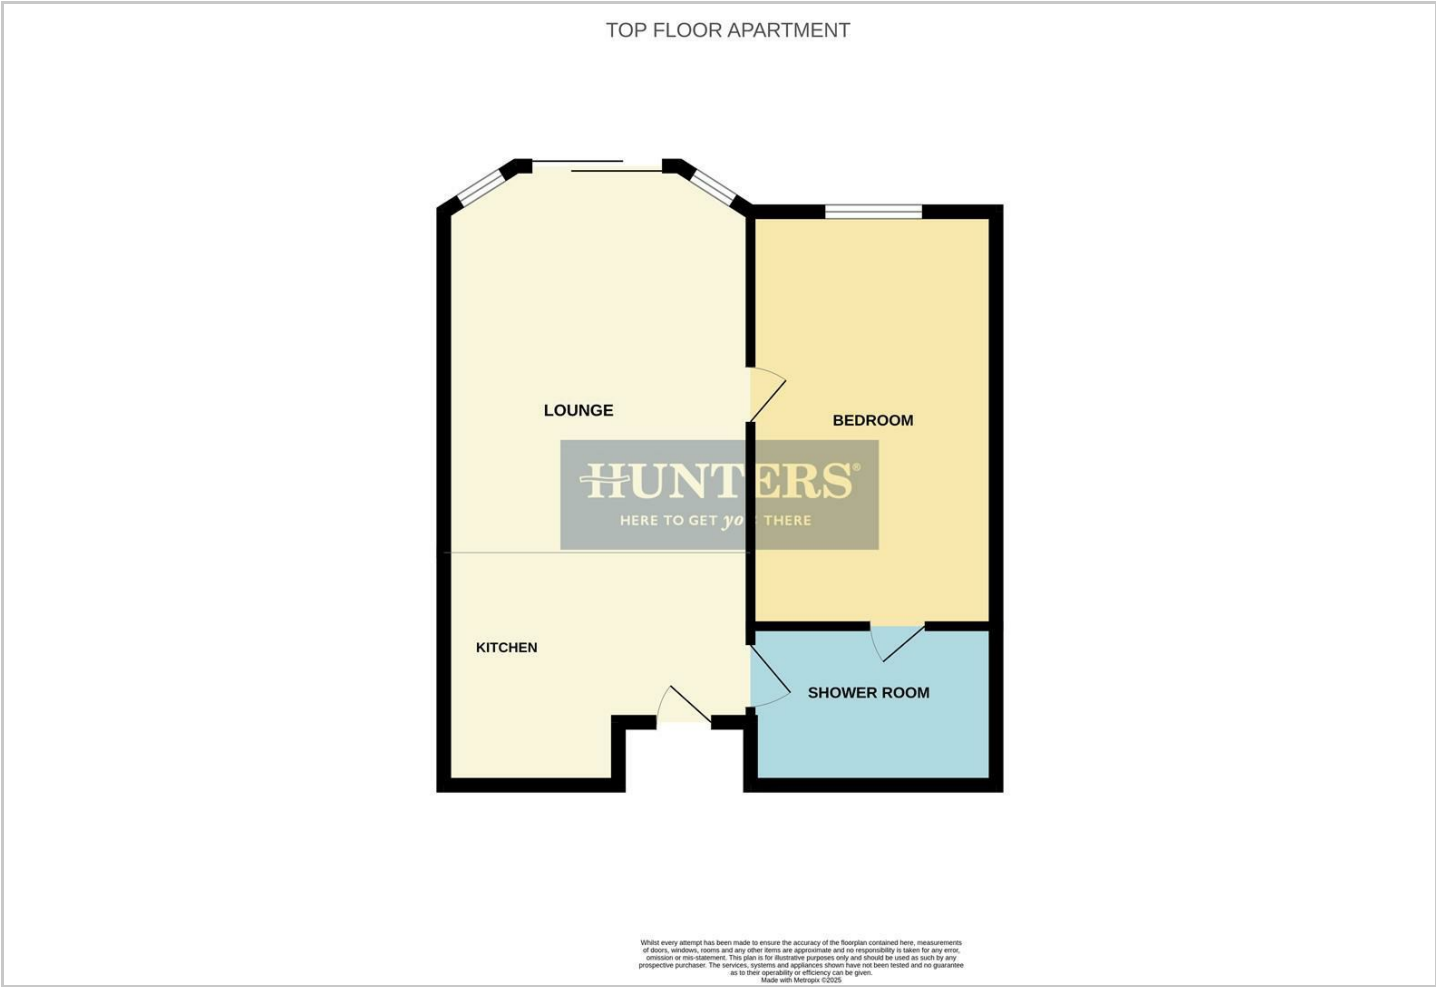 TOP FLOOR APARTMENT
LOUNGE
BEDROOM
HUNTERS®
HERE TO GET you THERE
KITCHEN
SHOWER ROOM
Whilst every attempt has been made to ensure the accuracy of the floorplan contained here, measurements
of doors, windows, rooms and any other items are approximate and no responsibility is taken for any error,
omission or mis-statement. This plan is for illustrative purposes only and should be used as such by any
prospective purchaser. The services, systems and appliances shown have not been tested and no guarantee
as to their operability or efficiency can be given.
Made with Metropix ©2025